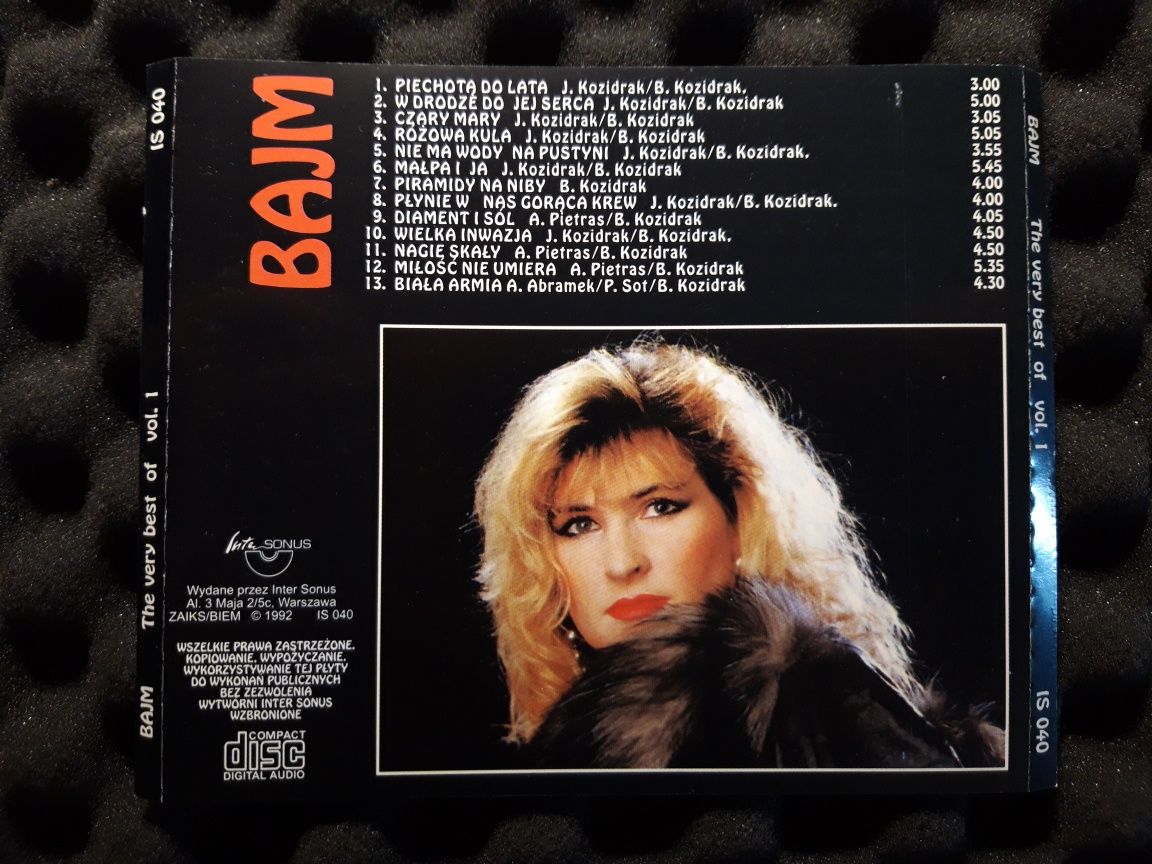 BAJM
1. PIECHOTĄ DO LATA J. Kozidrak/B. Kozidrak. 3.00
2. W DRODZE DO JEJ SERCA J. Kozidrak/B. Kozidrak 5.00
3. CZARY MARY J. Kozidrak/B. Kozidrak 3.05
4. RÓŻOWA KULA J. Kozidrak/B. Kozidrak 5.05
5. NIE MA WODY NA PUSTYNI J. Kozidrak/B. Kozidrak. 3.55
6. MAŁPA I JA J. Kozidrak/B. Kozidrak 5.45
7. PIRAMIDY NA NIBY B. Kozidrak 4.00
8. PŁYNIE W NAS GORĄCA KREW J. Kozidrak/B. Kozidrak. 4.00
9. DIAMENT I SÓL A. Pietras/B. Kozidrak 4.05
10. WIELKA INWAZJA J. Kozidrak/B. Kozidrak. 4.50
11. NAGIE SKAŁY A. Pietras/B. Kozidrak 4.50
12. MIŁOŚĆ NIE UMIERA A. Pietras/B. Kozidrak 5.35
13. BIAŁA ARMIA A. Abramek/P. Sot/B. Kozidrak 4.30
Inter SONUS
Wydane przez Inter Sonus
Al. 3 Maja 2/5c, Warszawa
ZAIKS/BIEM © 1992 IS 040
WSZELKIE PRAWA ZASTRZEŻONE.
KOPIOWANIE, WYPOŻYCZANIE,
WYKORZYSTYWANIE TEJ PŁYTY
DO WYKONAŃ PUBLICZNYCH
BEZ ZEZWOLENIA
WYTWÓRNI INTER SONUS
WZBRONIONE
COMPACT
disc
DIGITAL AUDIO
BAJM The very best of vol. 1 IS 040
BAJM The very best of vol. 1 IS 040